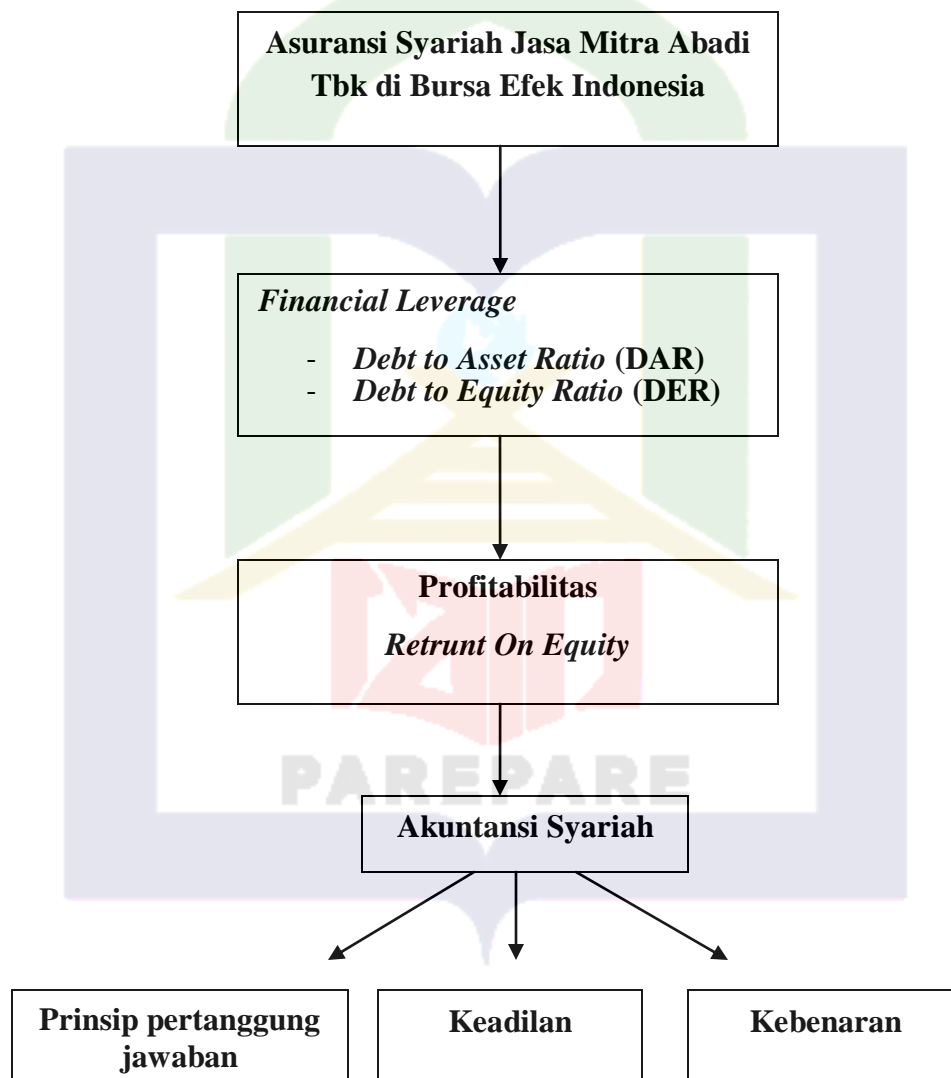 Asuransi Syariah Jasa Mitra Abadi
Tbk di Bursa Efek Indonesia
Financial Leverage
- Debt to Asset Ratio (DAR)
- Debt to Equity Ratio (DER)
Profitabilitas
Retrunt On Equity
PAREPARE
Akuntansi Syariah
Prinsip pertanggung
jawaban
Keadilan
Kebenaran